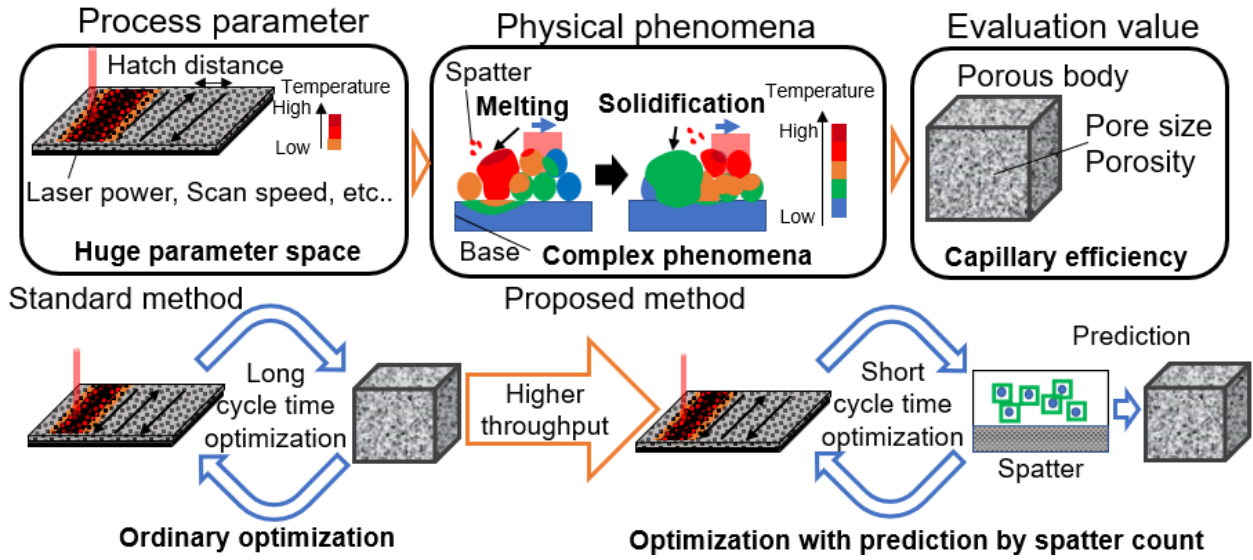 Process parameter
Hatch distance
Temperature
High
Low
Laser power, Scan speed, etc..
Huge parameter space
Physical phenomena
Spatter
Melting
Solidification
Temperature
High
Low
Base
Complex phenomena
Evaluation value
Porous body
Pore size
Porosity
Capillary efficiency
Standard method
Long
cycle time
optimization
Ordinary optimization
Higher
throughput
Proposed method
Short
cycle time
optimization
Prediction
Spatter
Optimization with prediction by spatter count